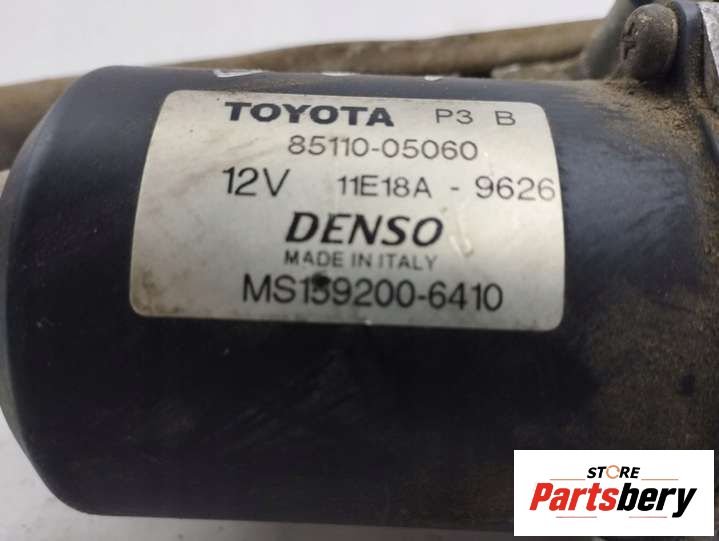 TOYOTA P3 B
85110-05060
12V 11E18A - 9626
DENSO
MADE IN ITALY
MS159200-6410
STORE
Partsbery